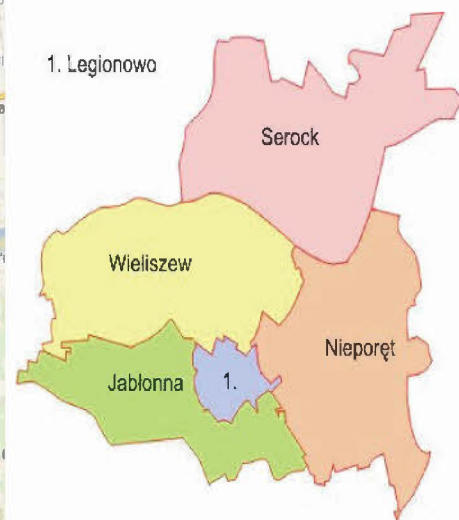 1. Legionowo
Serock
Wieliszew
Nieporęt
Jabłonna
1.